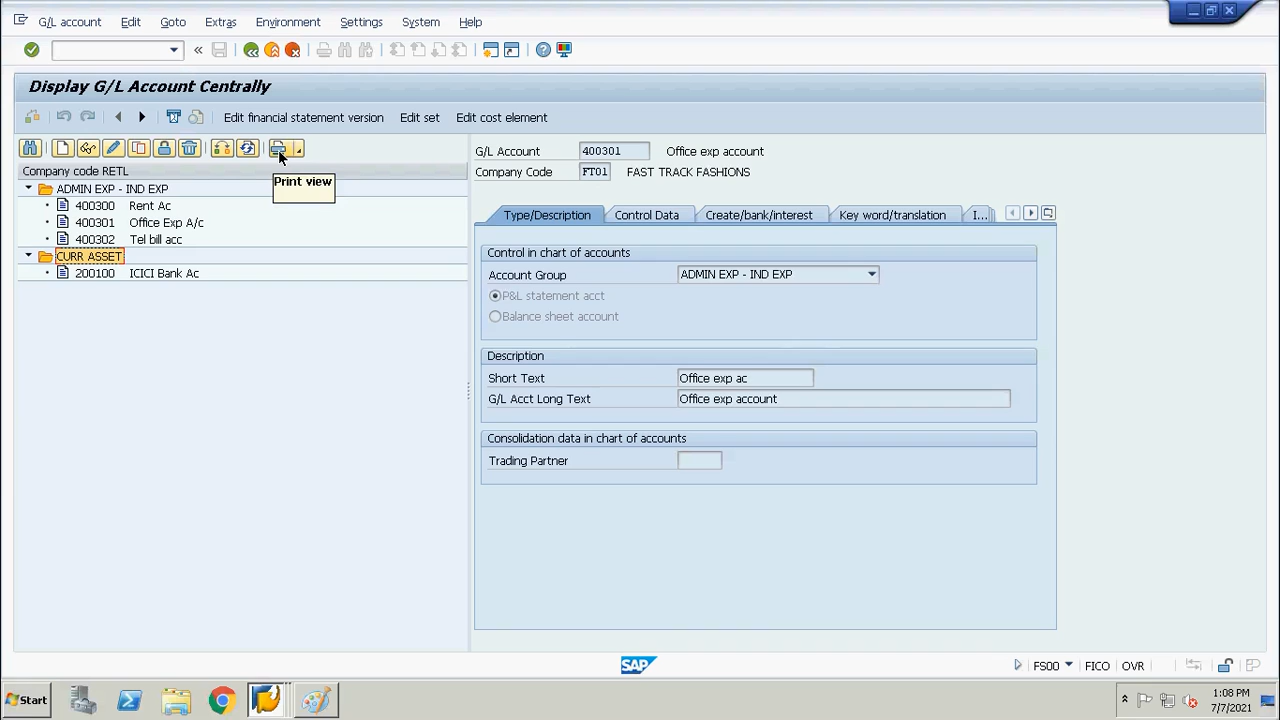 G/L account Edit Goto Extras Environment Settings System Help
Display G/L Account Centrally
Edit financial statement version Edit set Edit cost element
Print view
Company code RETL
ADMIN EXP - IND EXP
400300 Rent Ac
400301 Office Exp A/c
400302 Tel bill acc
CURR ASSET
200100 ICICI Bank Ac
G/L Account 400301 Office exp account
Company Code FT01 FAST TRACK FASHIONS
Type/Description Control Data Create/bank/interest Key word/translation I...
Control in chart of accounts
Account Group ADMIN EXP - IND EXP
P&L statement acct
Balance sheet account
Description
Short Text Office exp ac
G/L Acct Long Text Office exp account
Consolidation data in chart of accounts
Trading Partner
SAP
FS00 FICO OVR
Start
1:08 PM
7/7/2021